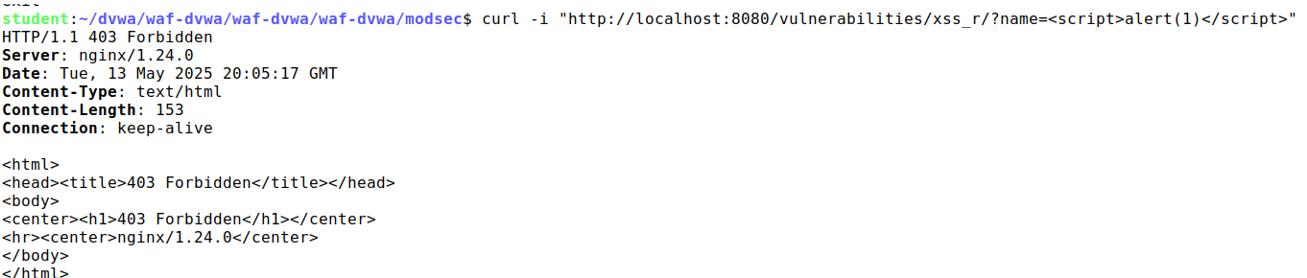 exit
student:~/dvwa/waf-dvwa/waf-dvwa/waf-dvwa/modsec$ curl -i "http://localhost:8080/vulnerabilities/xss_r/?name=<script>alert(1)</script>"
HTTP/1.1 403 Forbidden
Server: nginx/1.24.0
Date: Tue, 13 May 2025 20:05:17 GMT
Content-Type: text/html
Content-Length: 153
Connection: keep-alive

<html>
<head><title>403 Forbidden</title></head>
<body>
<center><h1>403 Forbidden</h1></center>
<hr><center>nginx/1.24.0</center>
</body>
</html>